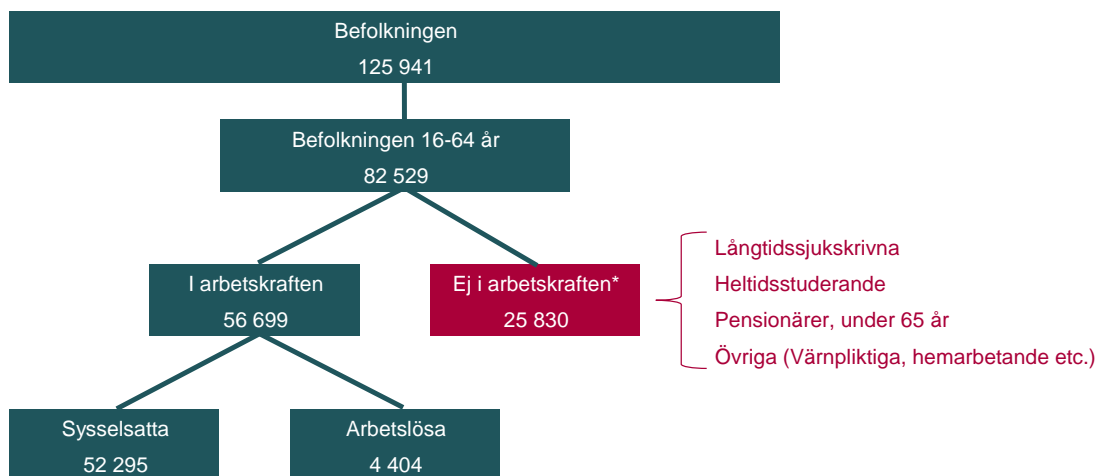 Befolkningen
125 941
Befolkningen 16-64 år
82 529
I arbetskraften
56 699
Ej i arbetskraften*
25 830
Långtidssjukskrivna
Heltidsstuderande
Pensionärer, under 65 år
Övriga (Värnpliktiga, hemarbetande etc.)
Sysselsatta
52 295
Arbetslösa
4 404